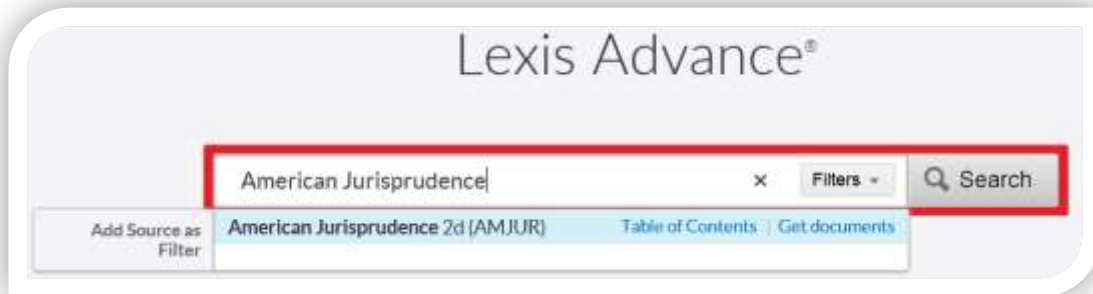 Lexis Advance®
American Jurisprudence × Filters Search
Add Source as Filter
American Jurisprudence 2d (AMJUR) Table of Contents | Get documents